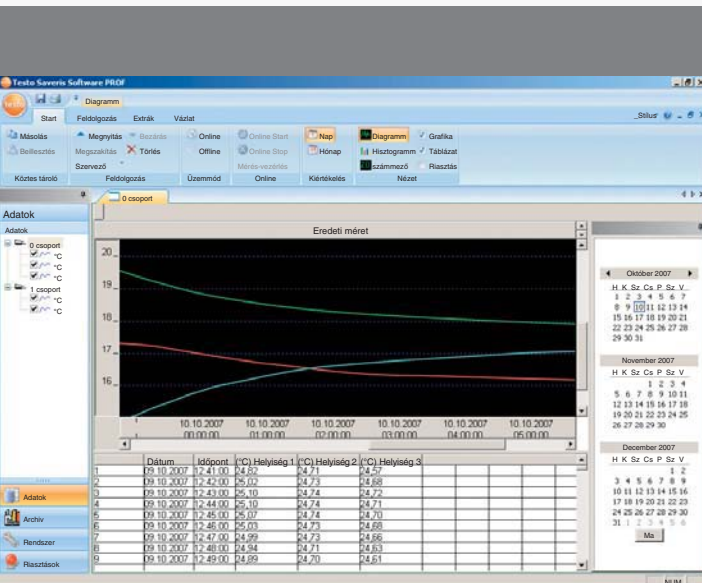 Testo Saveris Software PROF
testo
Diagramm
Start Feldolgozás Extrák Vázlat
Stilus
Másolás
Beillesztés
Köztes tároló
Megnyitás Bezárás
Megszakítás Törlés
Szervező
Feldolgozás
Online
Offline
Üzemmód
Online Start
Online Stop
Mérés-vezérlés
Online
Nap
Hónap
Kiértékelés
Diagramm Grafika
Hisztogramm Táblázat
számmező Riasztás
Nézet
0 csoport
Adatok
Adatok
0 csoport
°C
°C
°C
1 csoport
°C
°C
Adatok
Archiv
Rendszer
Riasztások
Eredeti méret
20
19
18
17
16
10.10.2007 10.10.2007 10.10.2007 10.10.2007 10.10.2007 10.10.2007
00:00:00 01:00:00 02:00:00 03:00:00 04:00:00 05:00:00
Dátum Időpont (°C) Helyiség 1 (°C) Helyiség 2 (°C) Helyiség 3
1 09.10.2007 12:41:00 24,82 24,71 24,57
2 09.10.2007 12:42:00 25,02 24,73 24,68
3 09.10.2007 12:43:00 25,10 24,74 24,72
4 09.10.2007 12:44:00 25,10 24,74 24,71
5 09.10.2007 12:45:00 25,07 24,74 24,70
6 09.10.2007 12:46:00 25,03 24,73 24,68
7 09.10.2007 12:47:00 24,99 24,73 24,66
8 09.10.2007 12:48:00 24,94 24,71 24,63
9 09.10.2007 12:49:00 24,89 24,70 24,61
Október 2007
H K Sz Cs P Sz V
1 2 3 4 5 6 7
8 9 10 11 12 13 14
15 16 17 18 19 20 21
22 23 24 25 26 27 28
29 30 31
November 2007
H K Sz Cs P Sz V
1 2 3 4
5 6 7 8 9 10 11
12 13 14 15 16 17 18
19 20 21 22 23 24 25
26 27 28 29 30
December 2007
H K Sz Cs P Sz V
1 2
3 4 5 6 7 8 9
10 11 12 13 14 15 16
17 18 19 20 21 22 23
24 25 26 27 28 29 30
31 1 2 3 4 5 6
Ma
NUM